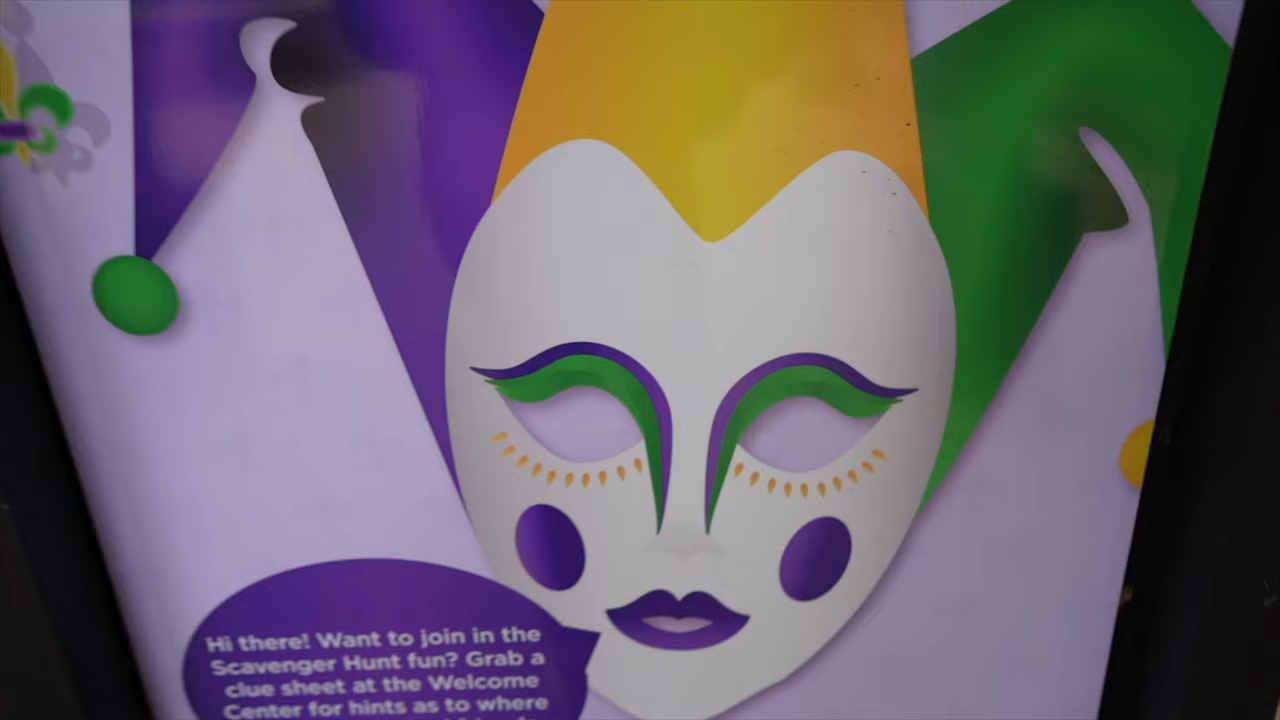 Hi there! Want to join in the
Scavenger Hunt fun? Grab a
clue sheet at the Welcome
Center for hints as to where